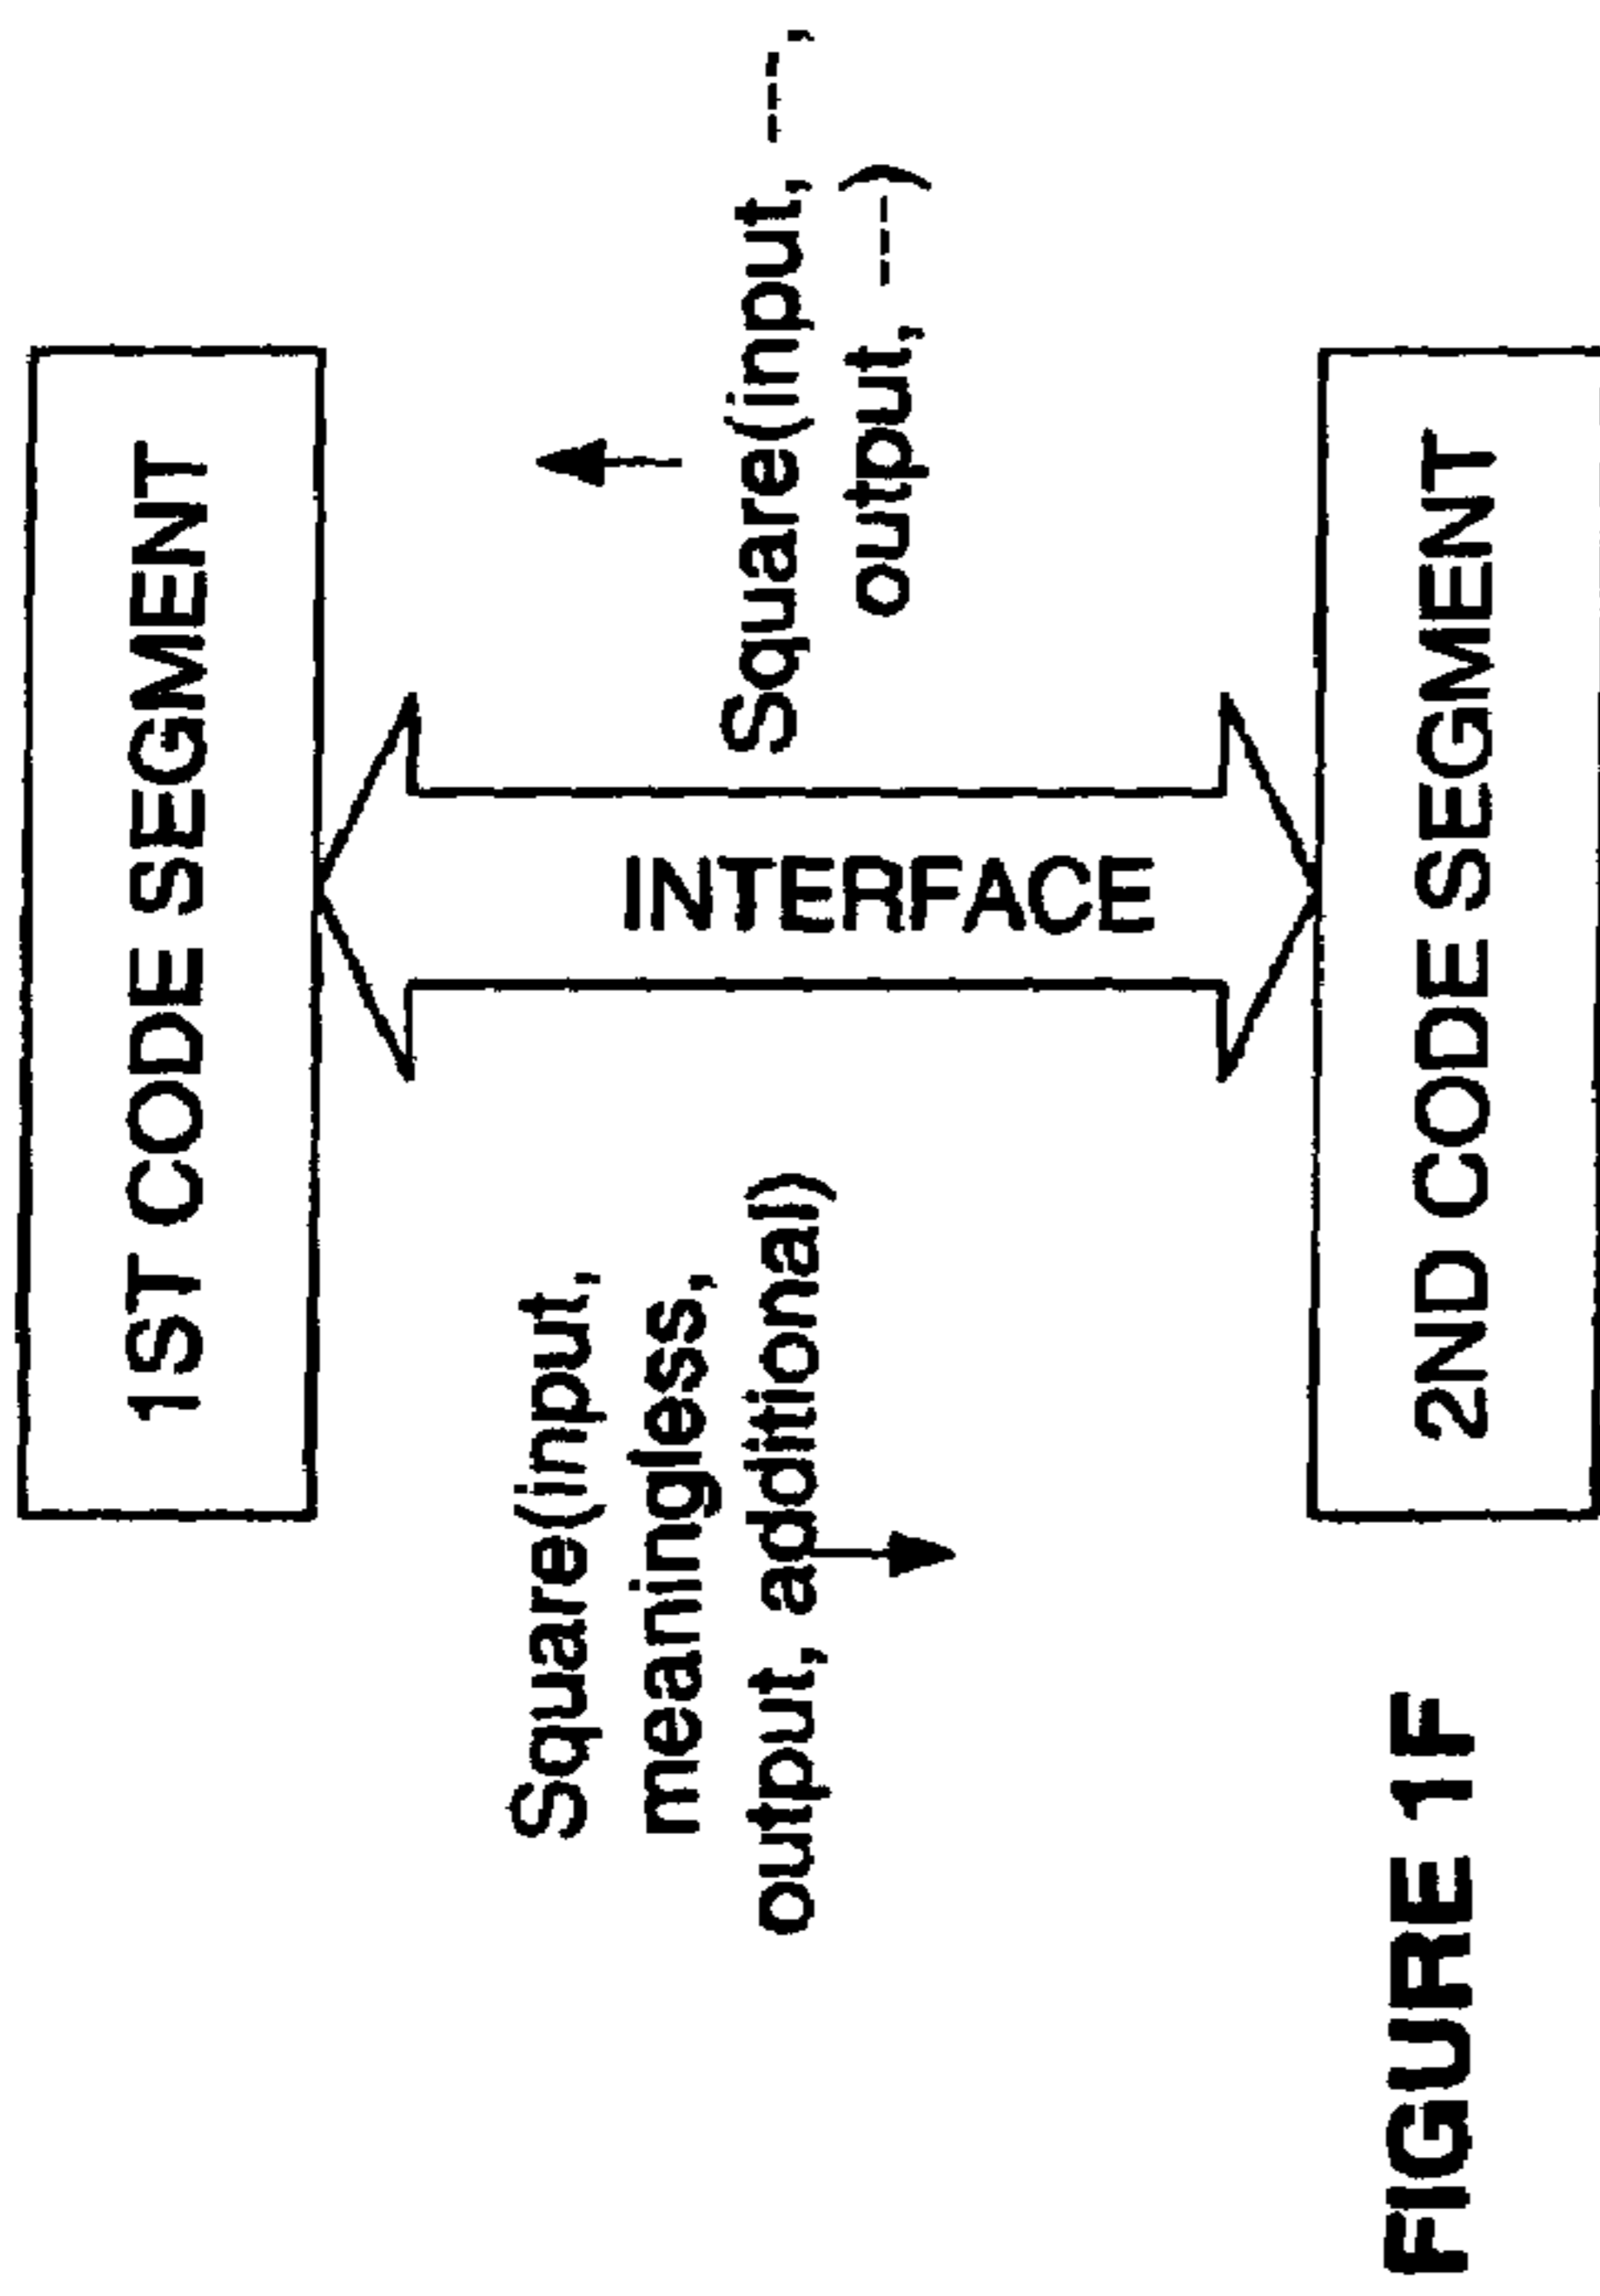 1ST CODE SEGMENT
Square(input,
meaningless,
output, additional)
INTERFACE
Square(input, ---,
output, ---)
2ND CODE SEGMENT
FIGURE 1F